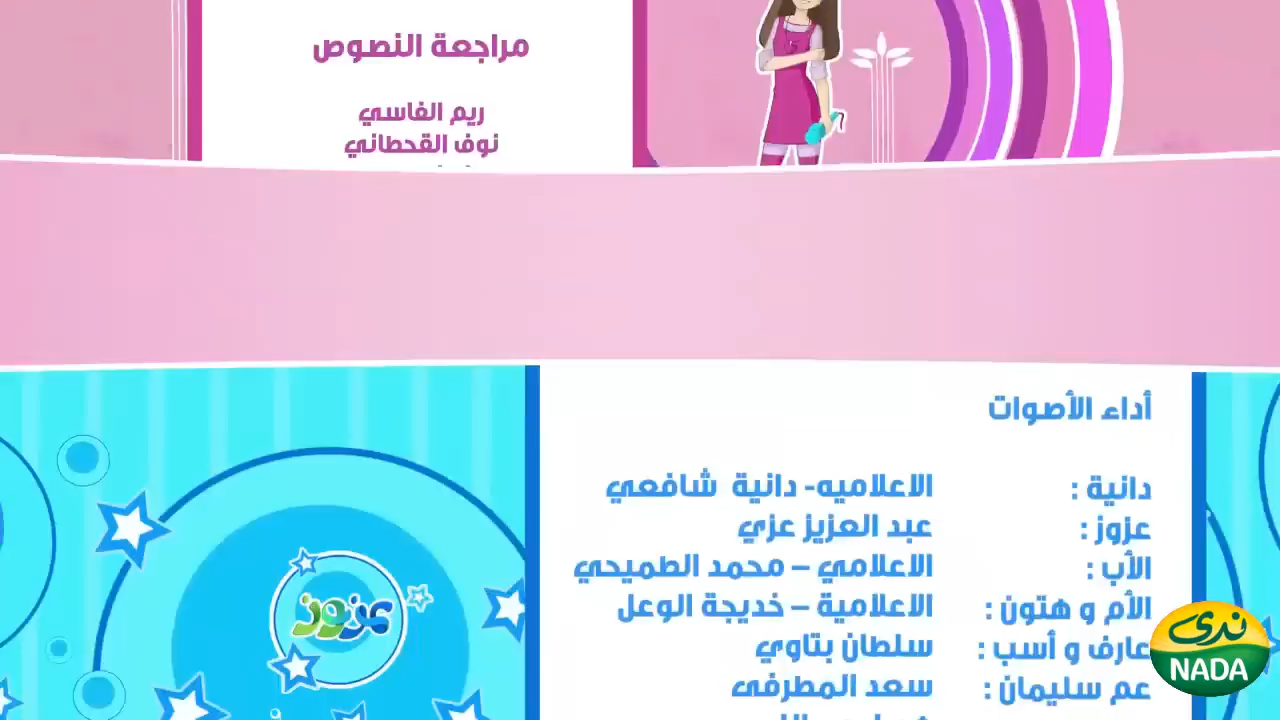 مراجعة النصوص
ريم الفاسي
نوف القحطاني
أداء الأصوات
دانية : الاعلاميه- دانية شافعي
عزوز : عبد العزيز عزي
الأب : الاعلامي – محمد الطميحي
الأم و هتون : الاعلامية – خديجة الوعل
عارف و أسب : سلطان بتاوي
عم سليمان : سعد المطرفي
عزوز
ندى
NADA